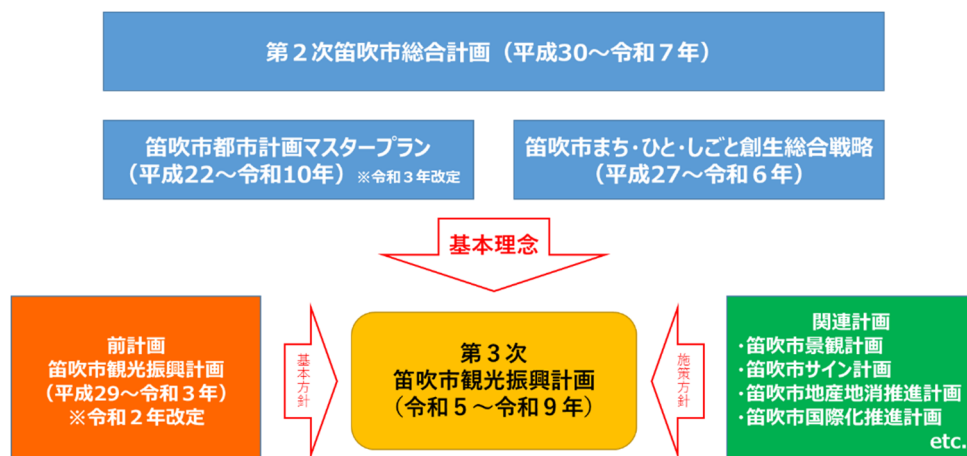 第２次笛吹市総合計画（平成30～令和７年）
笛吹市都市計画マスタープラン
（平成22～令和10年）※令和３年改定
笛吹市まち・ひと・しごと創生総合戦略
（平成27～令和６年）
基本理念
前計画
笛吹市観光振興計画
（平成29～令和３年）
※令和２年改定
基本方針
第３次
笛吹市観光振興計画
（令和５～令和９年）
施策方針
関連計画
・笛吹市景観計画
・笛吹市サイン計画
・笛吹市地産地消推進計画
・笛吹市国際化推進計画
etc.